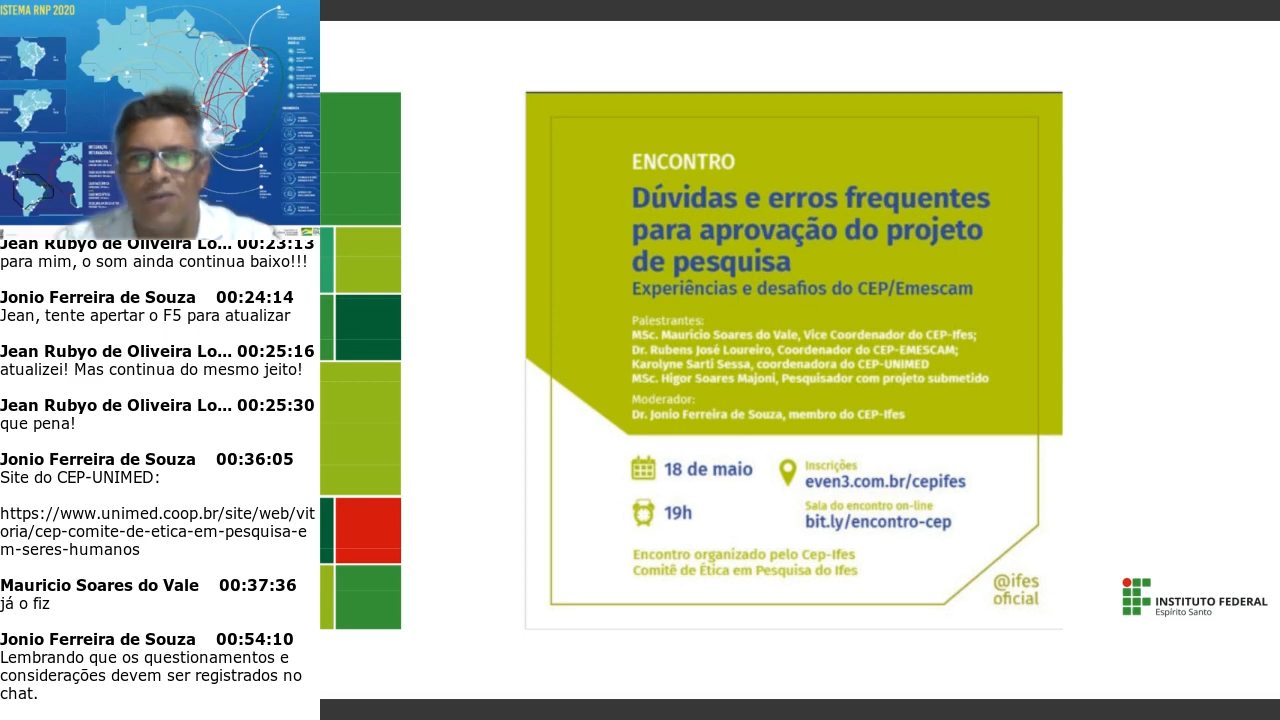 ISTEMA RNP 2020
INTEGRAÇÃO
INTERNACIONAL
Jean Rubyo de Oliveira Lo... 00:23:13
para mim, o som ainda continua baixo!!!
Jonio Ferreira de Souza 00:24:14
Jean, tente apertar o F5 para atualizar
Jean Rubyo de Oliveira Lo... 00:25:16
atualizei! Mas continua do mesmo jeito!
Jean Rubyo de Oliveira Lo... 00:25:30
que pena!
Jonio Ferreira de Souza 00:36:05
Site do CEP-UNIMED:
https://www.unimed.coop.br/site/web/vit
oria/cep-comite-de-etica-em-pesquisa-e
m-seres-humanos
Mauricio Soares do Vale 00:37:36
já o fiz
Jonio Ferreira de Souza 00:54:10
Lembrando que os questionamentos e
considerações devem ser registrados no
chat.
ENCONTRO
Dúvidas e erros frequentes
para aprovação do projeto
de pesquisa
Experiências e desafios do CEP/Emescam
Palestrantes:
MSc. Mauricio Soares do Vale, Vice Coordenador do CEP-Ifes;
Dr. Rubens José Loureiro, Coordenador do CEP-EMESCAM;
Karolyne Sarti Sessa, coordenadora do CEP-UNIMED
MSc. Higor Soares Majoni, Pesquisador com projeto submetido
Moderador:
Dr. Jonio Ferreira de Souza, membro do CEP-Ifes
18 de maio
19h
Inscrições
even3.com.br/cepifes
Sala do encontro on-line
bit.ly/encontro-cep
Encontro organizado pelo Cep-Ifes
Comitê de Ética em Pesquisa do Ifes
@ifes
oficial
INSTITUTO FEDERAL
Espírito Santo